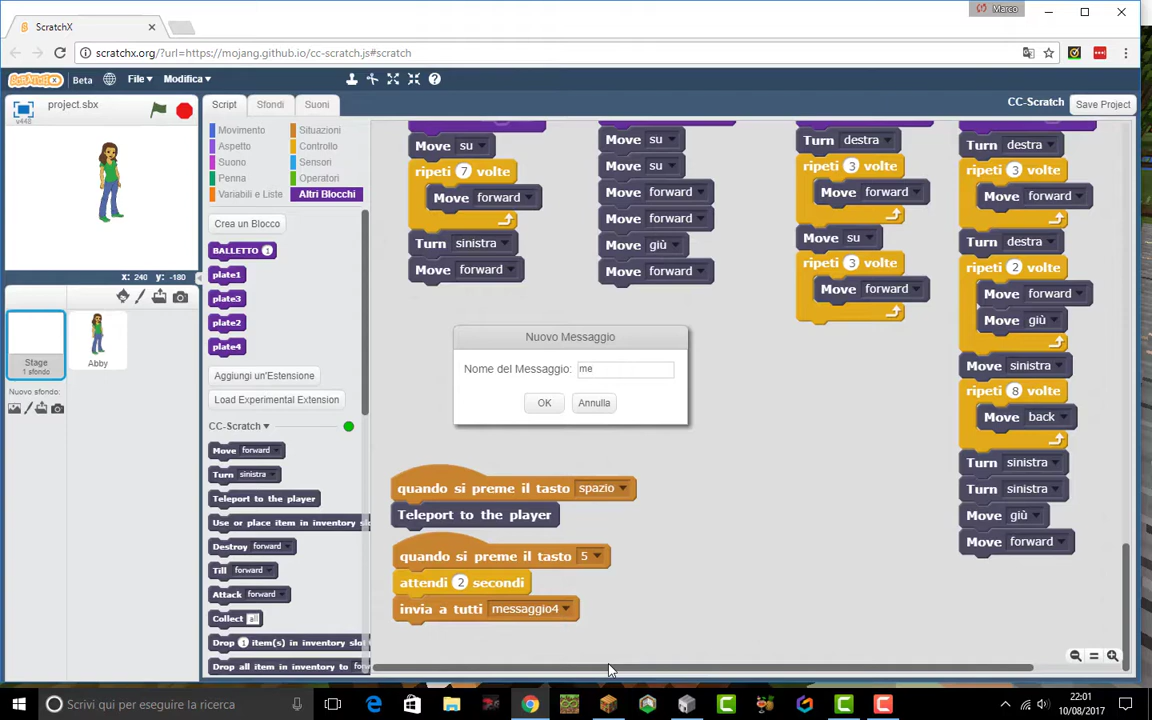 Marco
ScratchX
scratchx.org/?url=https://mojang.github.io/cc-scratch.js#scratch
Beta File Modifica
CC-Scratch Save Project
project.sbx
v448
X: 240 y: -180
Stage
1 sfondo
Abby
Nuovo sfondo:
Script Sfondi Suoni
Movimento Situazioni
Aspetto Controllo
Suono Sensori
Penna Operatori
Variabili e Liste Altri Blocchi
Crea un Blocco
BALLETTO 1
plate1
plate3
plate2
plate4
Aggiungi un'Estensione
Load Experimental Extension
CC-Scratch
Move forward
Turn sinistra
Teleport to the player
Use or place item in inventory slo
Destroy forward
Till forward
Attack forward
Collect all
Drop 1 item(s) in inventory slot
Drop all item in inventory to forw
Move su
ripeti 7 volte
Move forward
Turn sinistra
Move forward
Move su
Move su
Move forward
Move forward
Move giù
Move forward
Turn destra
ripeti 3 volte
Move forward
Move su
ripeti 3 volte
Move forward
Turn destra
ripeti 3 volte
Move forward
Turn destra
ripeti 2 volte
Move forward
Move giù
Move sinistra
ripeti 8 volte
Move back
Turn sinistra
Turn sinistra
Move giù
Move forward
Nuovo Messaggio
Nome del Messaggio: me
OK Annulla
quando si preme il tasto spazio
Teleport to the player
quando si preme il tasto 5
attendi 2 secondi
invia a tutti messaggio4
Scrivi qui per eseguire la ricerca
22:01
10/08/2017